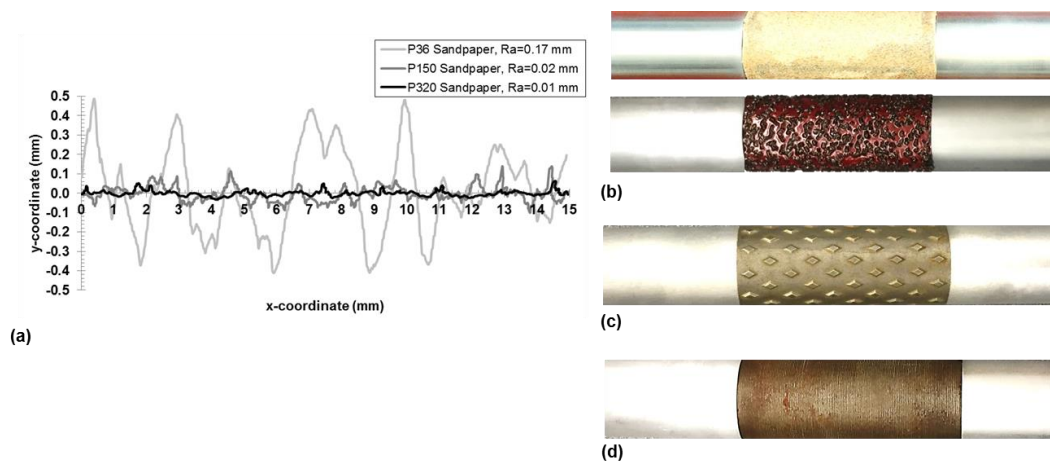 P36 Sandpaper, Ra=0.17 mm
P150 Sandpaper, Ra=0.02 mm
P320 Sandpaper, Ra=0.01 mm
0.5
0.4
0.3
0.2
0.1
0.0
-0.1
-0.2
-0.3
-0.4
-0.5
y-coordinate (mm)
0 1 2 3 4 5 6 7 8 9 10 11 12 13 14 15
x-coordinate (mm)
(a)
(b)
(c)
(d)